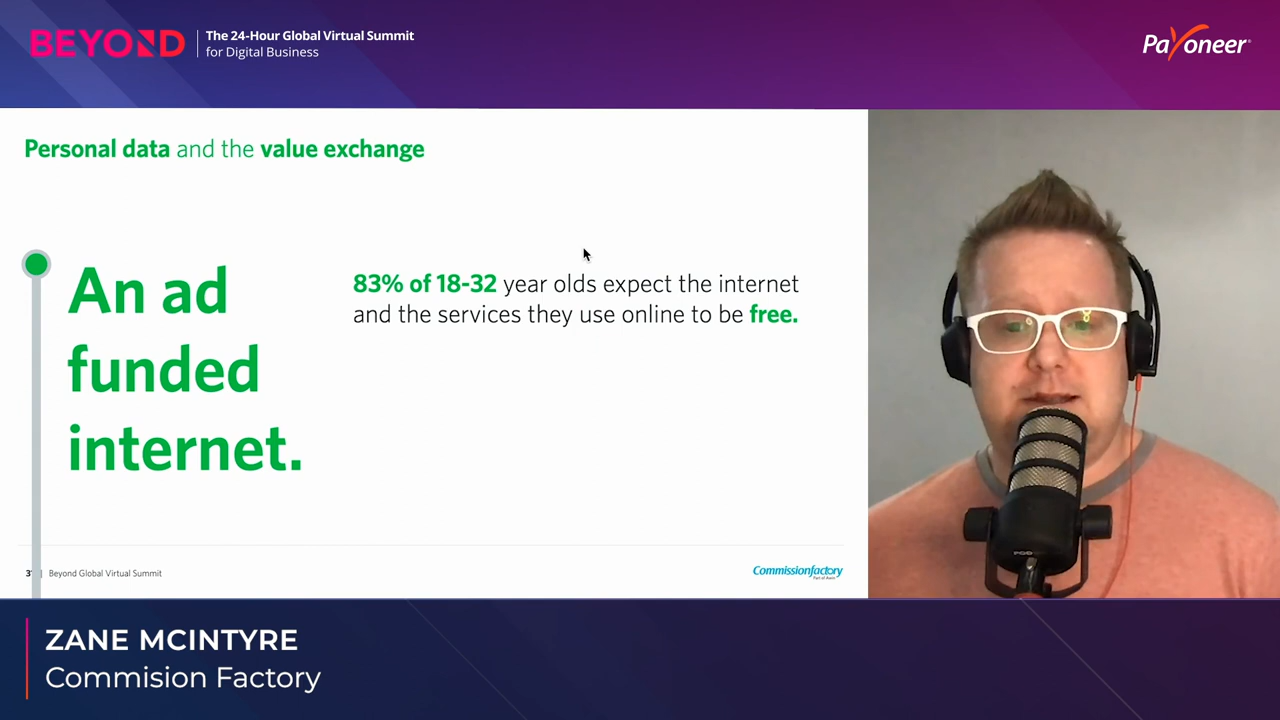 BEYOND
The 24-Hour Global Virtual Summit
for Digital Business
Payoneer
Personal data and the value exchange
An ad
funded
internet.
83% of 18-32 year olds expect the internet
and the services they use online to be free.
Beyond Global Virtual Summit
Commissionfactory
ZANE MCINTYRE
Commision Factory